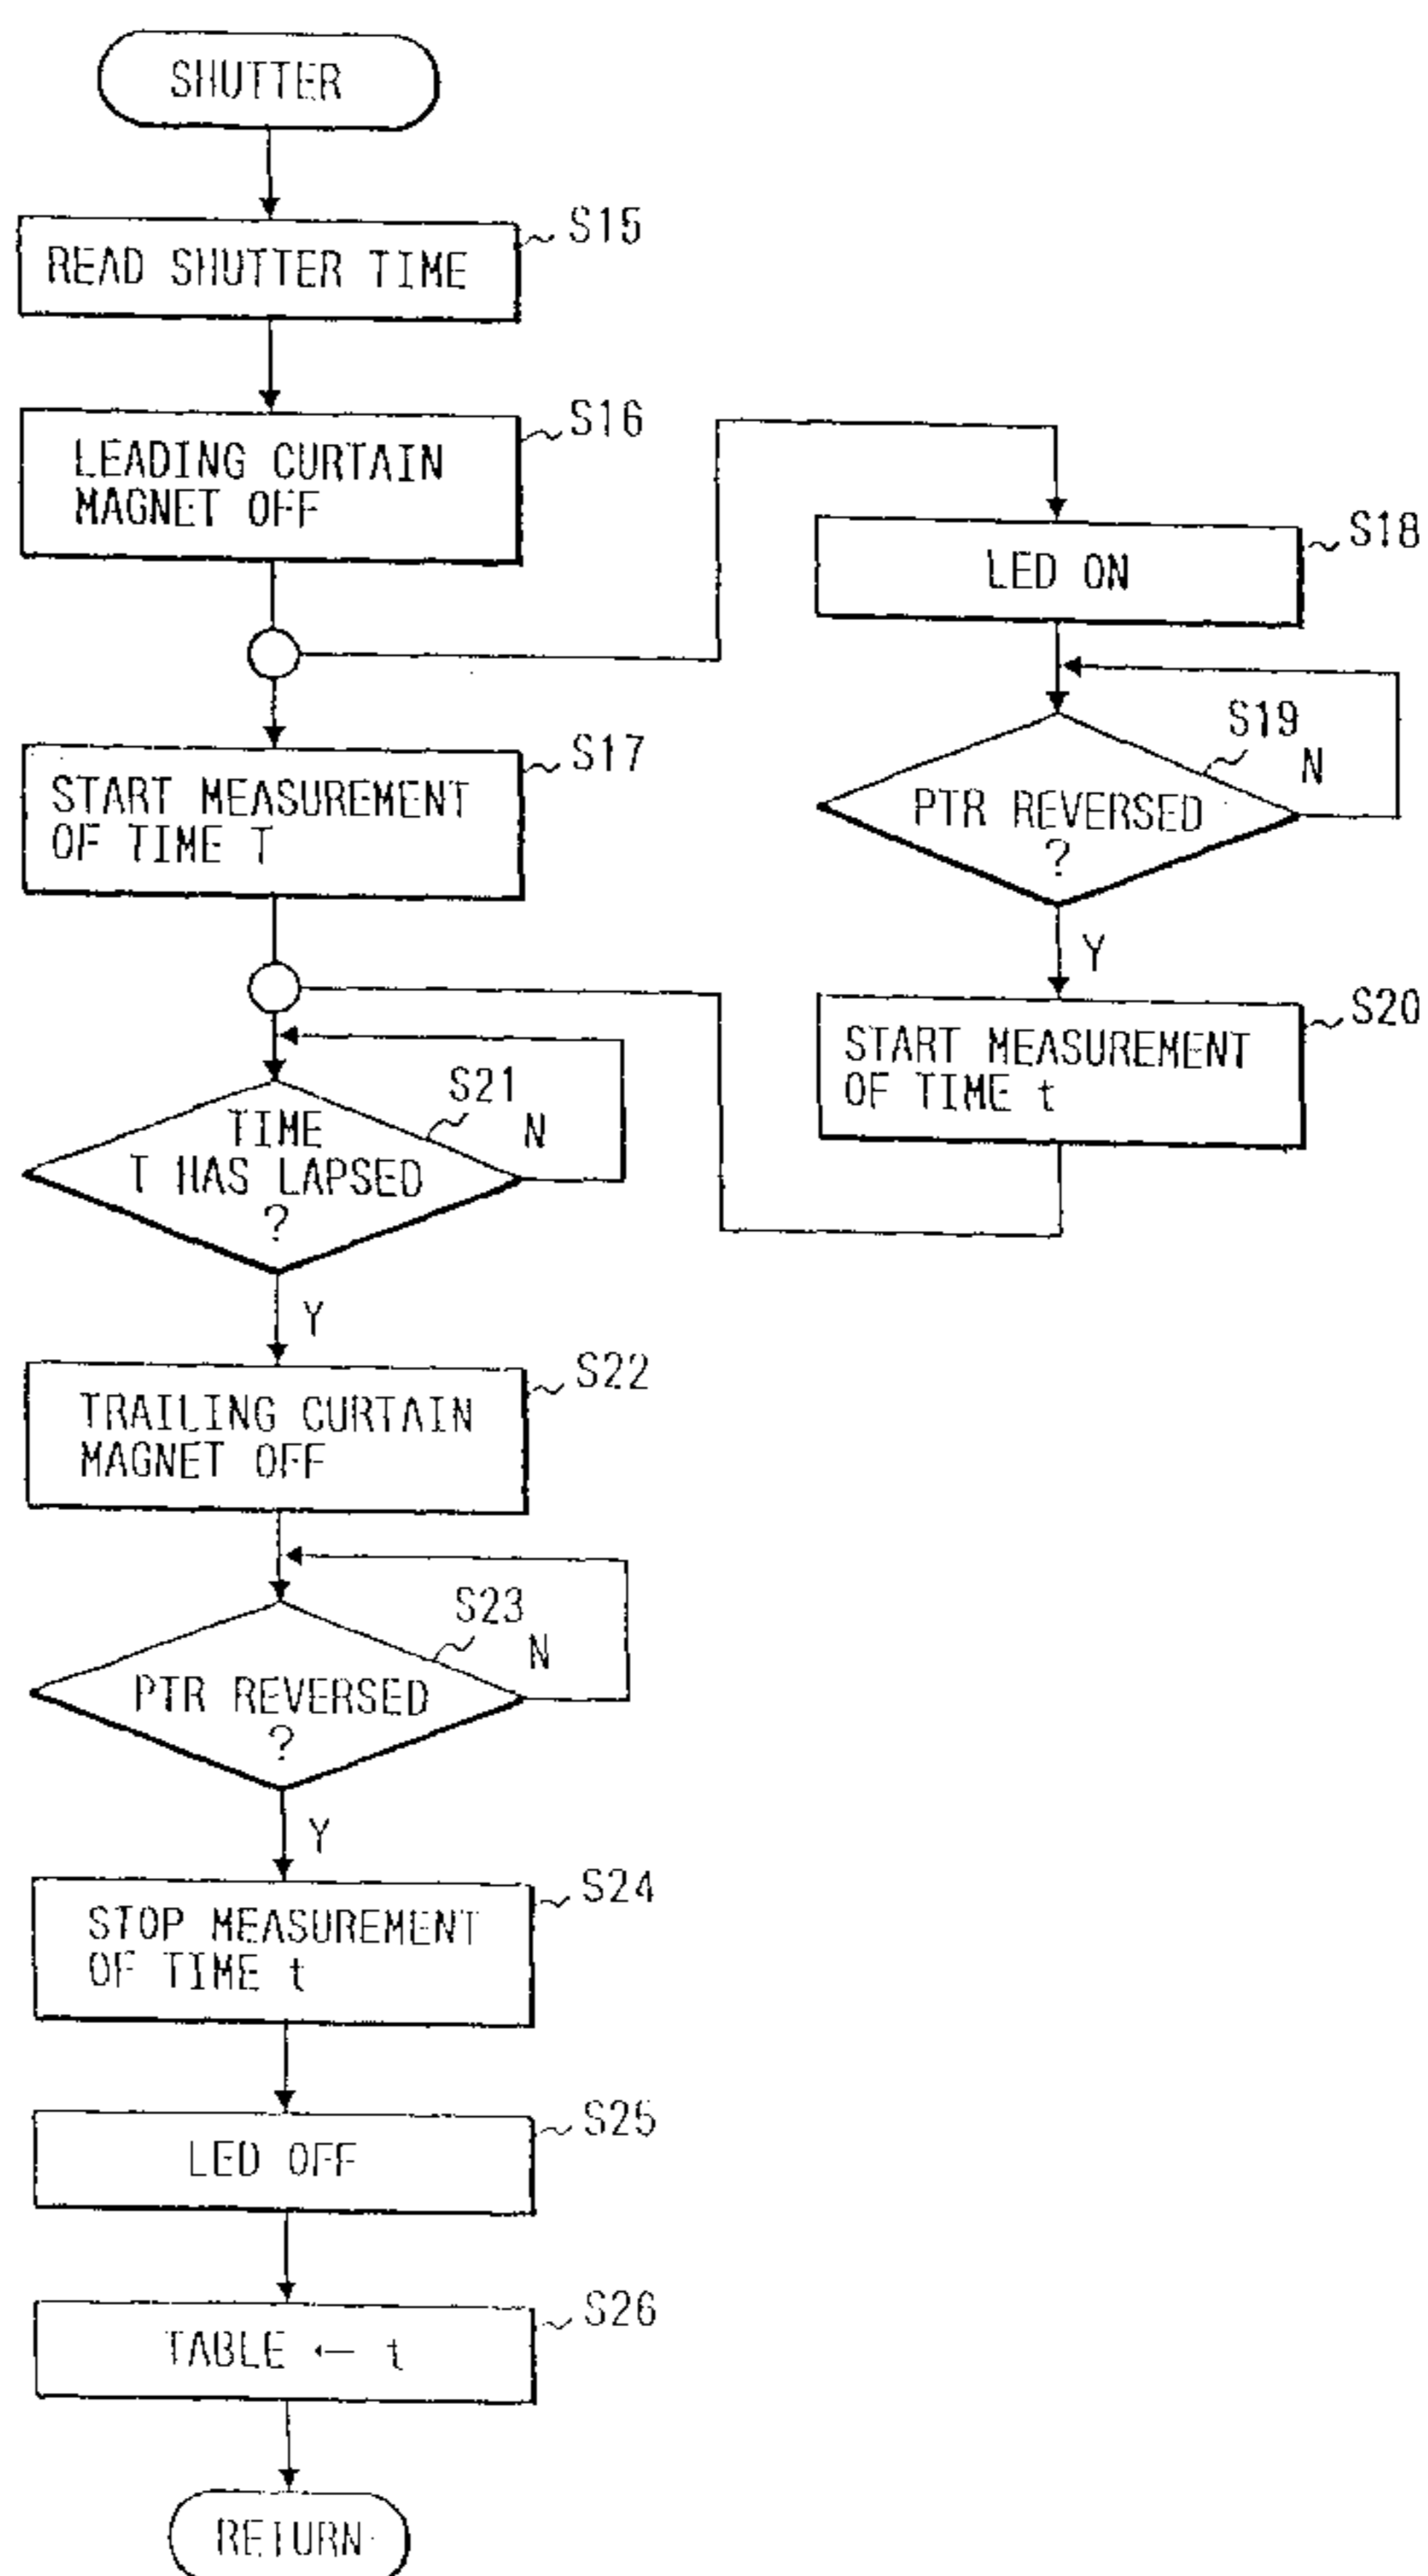 SHUTTER
S15
READ SHUTTER TIME
S16
LEADING CURTAIN
MAGNET OFF
S17
START MEASUREMENT
OF TIME T
S18
LED ON
S19
N
PTR REVERSED
?
Y
S20
START MEASUREMENT
OF TIME t
S21
N
TIME
T HAS LAPSED
?
Y
S22
TRAILING CURTAIN
MAGNET OFF
S23
N
PTR REVERSED
?
Y
S24
STOP MEASUREMENT
OF TIME t
S25
LED OFF
S26
TABLE ← t
RETURN